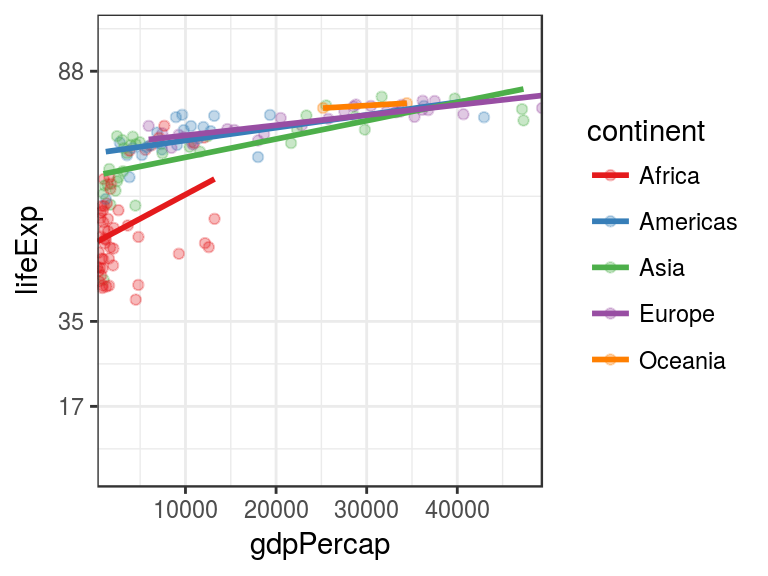 88
35
17
lifeExp
10000 20000 30000 40000
gdpPercap
continent
Africa
Americas
Asia
Europe
Oceania